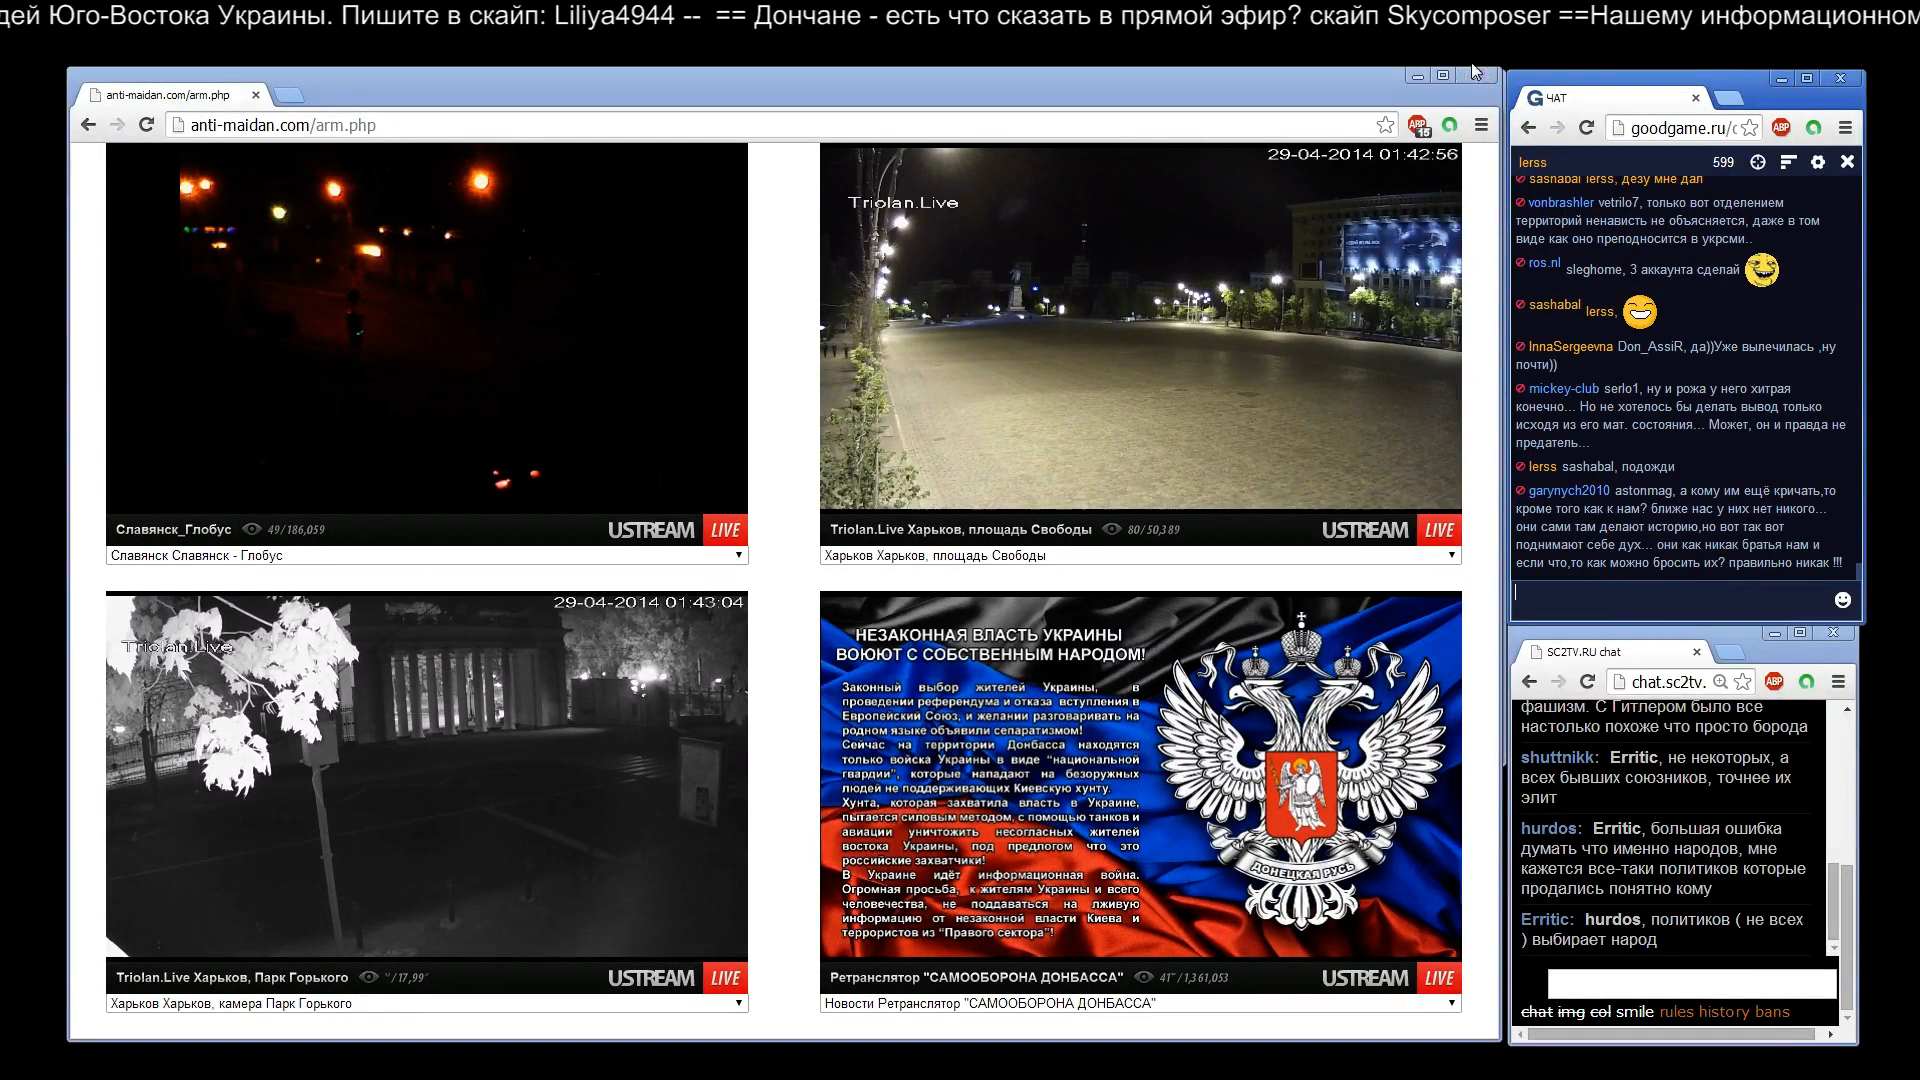 дей Юго-Востока Украины. Пишите в скайп: Liliya4944 -- == Дончане - есть что сказать в прямой эфир? скайп Skycomposer ==Нашему информационном
anti-maidan.com/arm.php
anti-maidan.com/arm.php
ABP
15
29-04-2014 01:42:56
Triolan.Live
Славянск_Глобус 49/186,059 USTREAM LIVE
Славянск Славянск - Глобус
Triolan.Live Харьков, площадь Свободы 80/50,389 USTREAM LIVE
Харьков Харьков, площадь Свободы
29-04-2014 01:43:04
Triolan.Live
Triolan.Live Харьков, Парк Горького USTREAM LIVE
Харьков Харьков, камера Парк Горького
НЕЗАКОННАЯ ВЛАСТЬ УКРАИНЫ
ВОЮЮТ С СОБСТВЕННЫМ НАРОДОМ!
Законный выбор жителей Украины, в
проведении референдума и отказа вступления в
Европейский Союз, и желании разговаривать на
родном языке объявили сепаратизмом!
Сейчас на территории Донбасса находятся
только войска Украины в виде "национальной
гвардии", которые нападают на безоружных
людей не поддерживающих Киевскую хунту.
Хунта, которая захватила власть в Украине,
пытается силовым методом, с помощью танков и
авиации уничтожить несогласных жителей
востока Украины, под предлогом что это
российские захватчики!
В Украине идёт информационная война.
Огромная просьба, к жителям Украины и всего
человечества, не поддаваться на лживую
информацию от незаконной власти Киева и
террористов из "Правого сектора"!
ДОНЕЦКАЯ РУСЬ
Ретранслятор "САМООБОРОНА ДОНБАССА" USTREAM LIVE
Новости Ретранслятор "САМООБОРОНА ДОНБАССА"
ЧАТ
goodgame.ru/c
ABP
lerss 599
sashabal lerss, дезу мне дал
vonbrashler vetrilo7, только вот отделением
территорий ненависть не объясняется, даже в том
виде как оно преподносится в укрсми..
ros.nl sleghome, 3 аккаунта сделай
sashabal lerss,
InnaSergeevna Don_AssiR, да))Уже вылечилась ,ну
почти))
mickey-club serlo1, ну и рожа у него хитрая
конечно... Но не хотелось бы делать вывод только
исходя из его мат. состояния... Может, он и правда не
предатель...
lerss sashabal, подожди
garynych2010 astonmag, а кому им ещё кричать,то
кроме того как к нам? ближе нас у них нет никого...
они сами там делают историю,но вот так вот
поднимают себе дух... они как никак братья нам и
если что,то как можно бросить их? правильно никак !!!
SC2TV.RU chat
chat.sc2tv.
ABP
фашизм. С Гитлером было все
настолько похоже что просто борода
shuttnikk: Erritic, не некоторых, а
всех бывших союзников, точнее их
элит
hurdos: Erritic, большая ошибка
думать что именно народов, мне
кажется все-таки политиков которые
продались понятно кому
Erritic: hurdos, политиков ( не всех
) выбирает народ
chat img col smile rules history bans